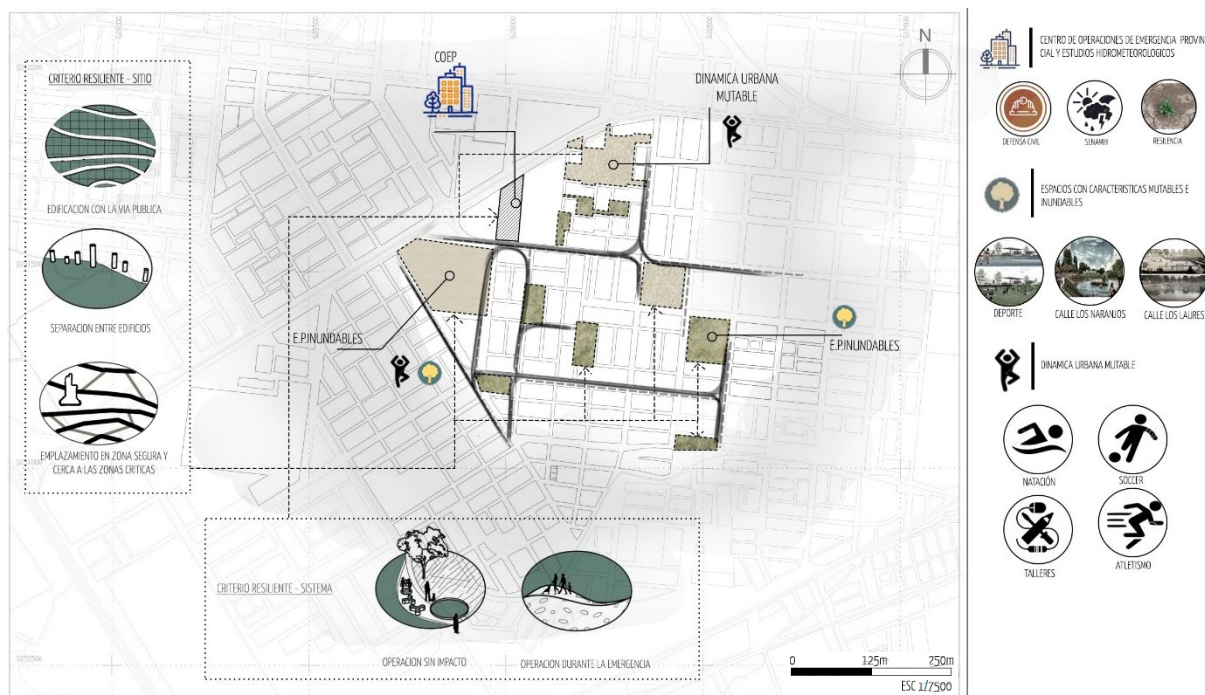 CRITERIO RESILIENTE - SITIO
EDIFICACION CON LA VIA PUBLICA
SEPARACION ENTRE EDIFICIOS
EMPLAZAMIENTO EN ZONA SEGURA Y
CERCA A LAS ZONAS CRITICAS
COEP
DINAMICA URBANA
MUTABLE
N
E.P.INUNDABLES
E.P.INUNDABLES
CRITERIO RESILIENTE - SISTEMA
OPERACION SIN IMPACTO
OPERACION DURANTE LA EMERGENCIA
0 125m 250m
ESC 1/7500
CENTRO DE OPERACIONES DE EMERGENCIA PROVIN
CIAL Y ESTUDIOS HIDROMETEOROLOGICOS
DEFENSA CIVIL
SENAMHI
RESILENCIA
ESPACIOS CON CARACTERISTICAS MUTABLES E
INUNDABLES
DEPORTE
CALLE LOS NARANJOS
CALLE LOS LAURES
DINAMICA URBANA MUTABLE
NATACIÓN
SOCCER
TALLERES
ATLETISMO